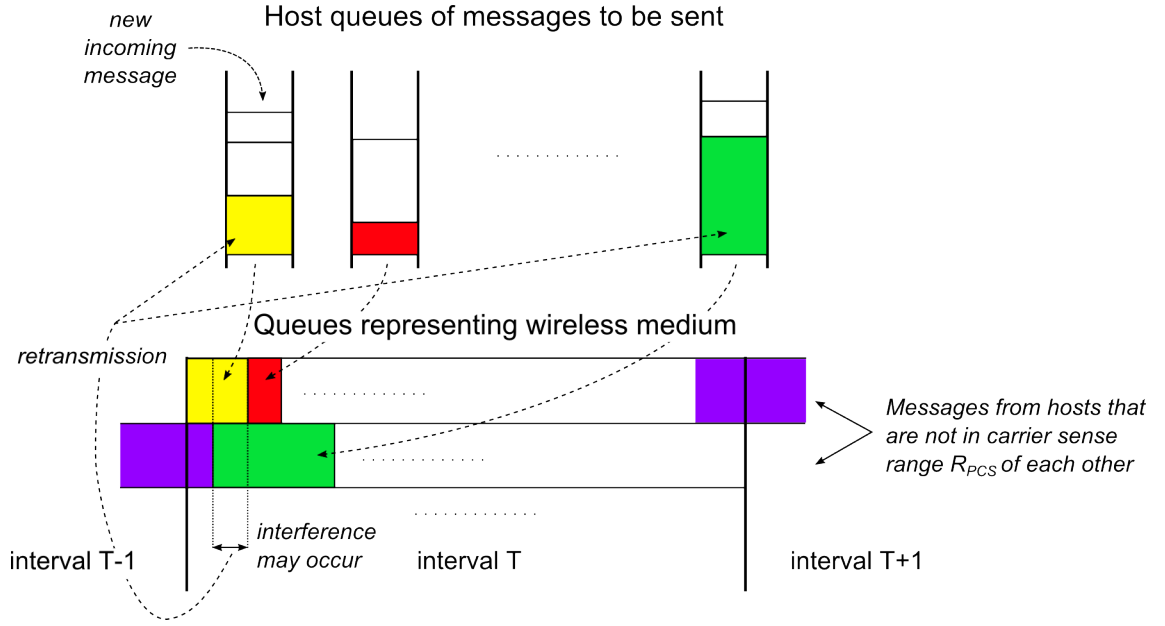 Host queues of messages to be sent
new
incoming
message
Queues representing wireless medium
retransmission
Messages from hosts that
are not in carrier sense
range R_PCS of each other
interference
may occur
interval T-1
interval T
interval T+1